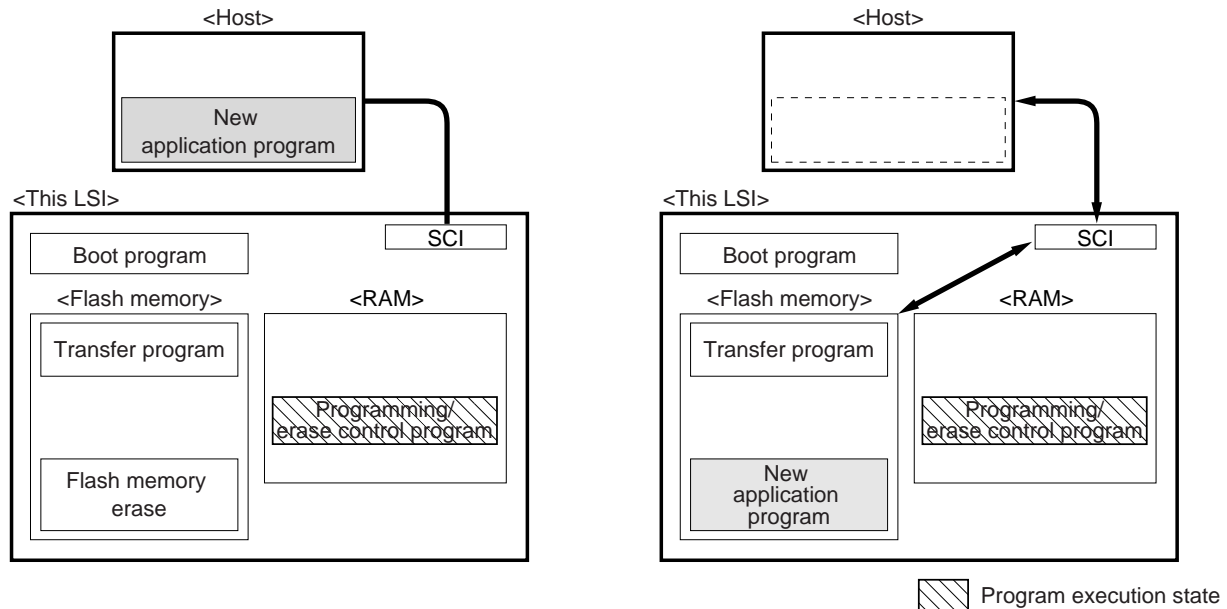 <Host>
New
application program
<This LSI>
SCI
Boot program
<Flash memory>
<RAM>
Transfer program
Programming/
erase control program
Flash memory
erase
<Host>
<This LSI>
SCI
Boot program
<Flash memory>
<RAM>
Transfer program
Programming/
erase control program
New
application
program
Program execution state